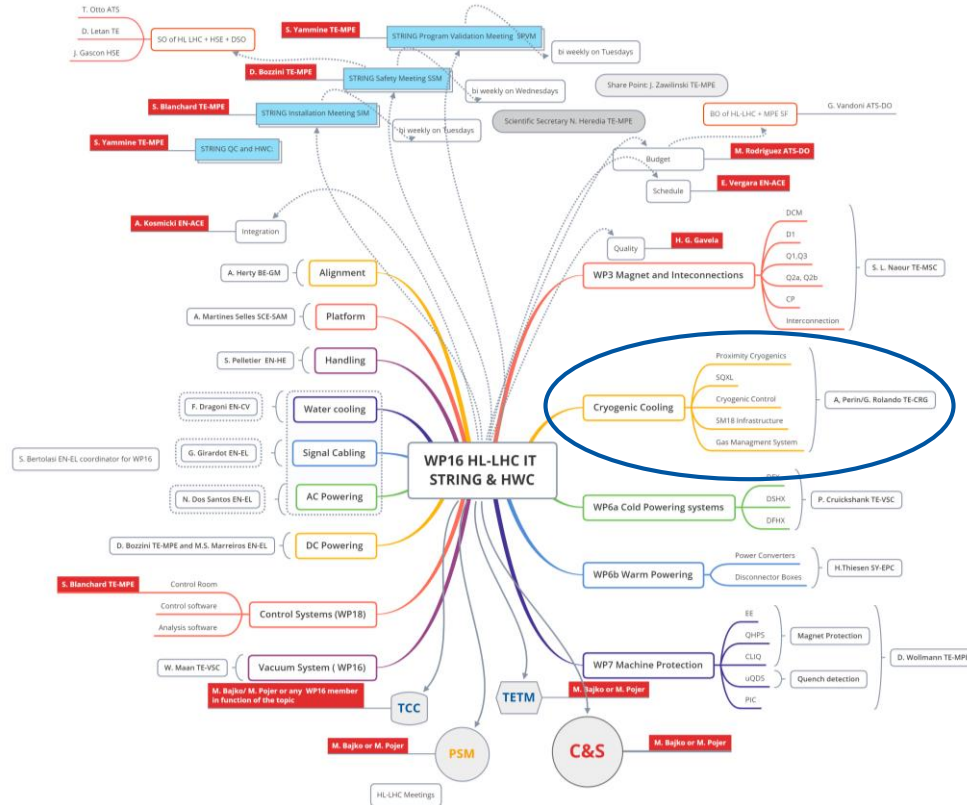 T. Otto ATS
D. Letan TE
J. Gascon HSE
SO of HL LHC + HSE + DSO
S. Yammine TE-MPE
STRING Program Validation Meeting SPVM
bi weekly on Tuesdays
D. Bozzini TE-MPE
STRING Safety Meeting SSM
bi weekly on Wednesdays
S. Blanchard TE-MPE
STRING Installation Meeting SIM
bi weekly on Tuesdays
S. Yammine TE-MPE
STRING QC and HWC:
Share Point: J. Zawilinski TE-MPE
Scientific Secretary N. Heredia TE-MPE
BO of HL-LHC + MPE SF
G. Vandoni ATS-DO
Budget
M. Rodriguez ATS-DO
Schedule
E. Vergara EN-ACE
Quality
H. G. Gavela
A. Kosmicki EN-ACE
Integration
A. Herty BE-GM
Alignment
A. Martines Selles SCE-SAM
Platform
S. Pelletier EN-HE
Handling
F. Dragoni EN-CV
Water cooling
S. Bertolasi EN-EL coordinator for WP16
G. Girardot EN-EL
Signal Cabling
N. Dos Santos EN-EL
AC Powering
D. Bozzini TE-MPE and M.S. Marreiros EN-EL
DC Powering
S. Blanchard TE-MPE
Control Room
Control software
Analysis software
Control Systems (WP18)
W. Maan TE-VSC
Vacuum System ( WP16)
WP16 HL-LHC IT
STRING & HWC
WP3 Magnet and Inteconnections
DCM
D1
Q1,Q3
Q2a, Q2b
CP
Interconnection
S. L. Naour TE-MSC
Cryogenic Cooling
Proximity Cryogenics
SQXL
Cryogenic Control
SM18 Infrastructure
Gas Managment System
A, Perin/G. Rolando TE-CRG
WP6a Cold Powering systems
DSHX
DFHX
P. Cruickshank TE-VSC
WP6b Warm Powering
Power Converters
Disconnector Boxes
H.Thiesen SY-EPC
WP7 Machine Protection
EE
QHPS
CLIQ
uQDS
PIC
Magnet Protection
Quench detection
D. Wollmann TE-MPE
M. Bajko/ M. Pojer or any WP16 member
in function of the topic
TCC
TETM
M. Bajko or M. Pojer
M. Bajko or M. Pojer
PSM
C&S
M. Bajko or M. Pojer
HL-LHC Meetings